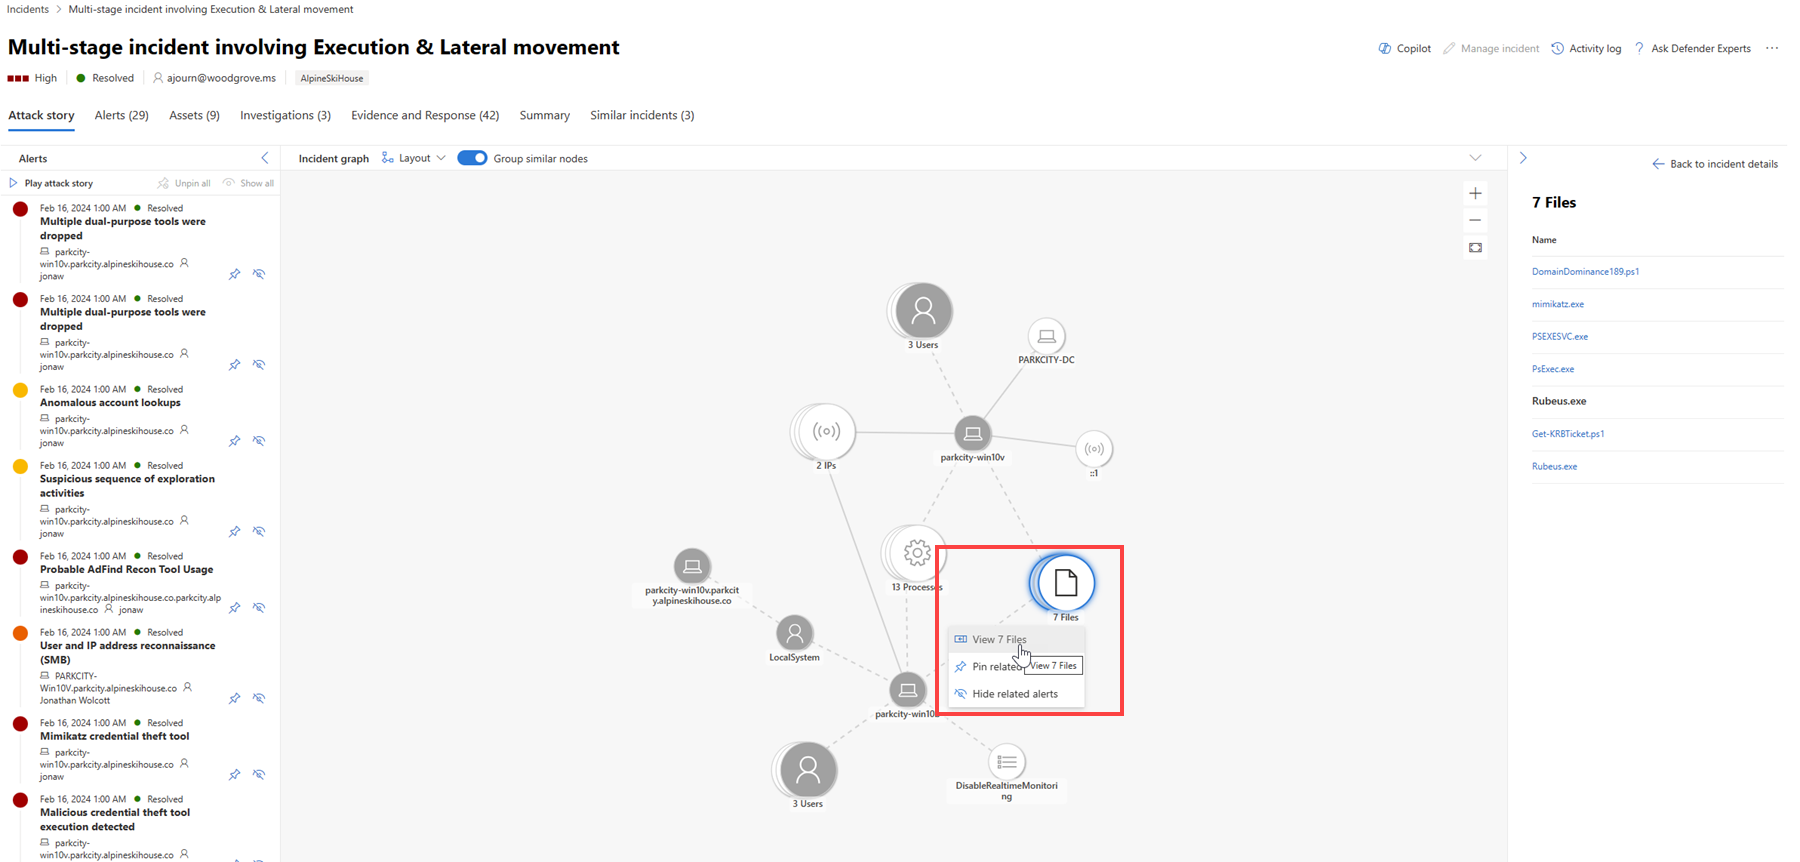 Incidents > Multi-stage incident involving Execution & Lateral movement
Multi-stage incident involving Execution & Lateral movement
Copilot Manage incident Activity log ? Ask Defender Experts ...
High Resolved ajourn@woodgrove.ms AlpineSkiHouse
Attack story Alerts (29) Assets (9) Investigations (3) Evidence and Response (42) Summary Similar incidents (3)
Alerts
Play attack story Unpin all Show all
Feb 16, 2024 1:00 AM Resolved
Multiple dual-purpose tools were
dropped
parkcity-
win10v.parkcity.alpineskihouse.co
jonaw
Feb 16, 2024 1:00 AM Resolved
Multiple dual-purpose tools were
dropped
parkcity-
win10v.parkcity.alpineskihouse.co
jonaw
Feb 16, 2024 1:00 AM Resolved
Anomalous account lookups
parkcity-
win10v.parkcity.alpineskihouse.co
jonaw
Feb 16, 2024 1:00 AM Resolved
Suspicious sequence of exploration
activities
parkcity-
win10v.parkcity.alpineskihouse.co
jonaw
Feb 16, 2024 1:00 AM Resolved
Probable AdFind Recon Tool Usage
parkcity-
win10v.parkcity.alpineskihouse.co.parkcity.alp
ineskihouse.co jonaw
Feb 16, 2024 1:00 AM Resolved
User and IP address reconnaissance
(SMB)
PARKCITY-
Win10V.parkcity.alpineskihouse.co
Jonathan Wolcott
Feb 16, 2024 1:00 AM Resolved
Mimikatz credential theft tool
parkcity-
win10v.parkcity.alpineskihouse.co
jonaw
Feb 16, 2024 1:00 AM Resolved
Malicious credential theft tool
execution detected
parkcity-
win10v.parkcity.alpineskihouse.co
Incident graph Layout Group similar nodes
3 Users
PARKCITY-DC
2 IPs
parkcity-win10v
::1
13 Processes
7 Files
parkcity-win10v.parkcit
y.alpineskihouse.co
LocalSystem
View 7 Files
Pin related
View 7 Files
Hide related alerts
parkcity-win10
3 Users
DisableRealtimeMonitori
ng
Back to incident details
7 Files
Name
DomainDominance189.ps1
mimikatz.exe
PSEXESVC.exe
PsExec.exe
Rubeus.exe
Get-KRBTicket.ps1
Rubeus.exe